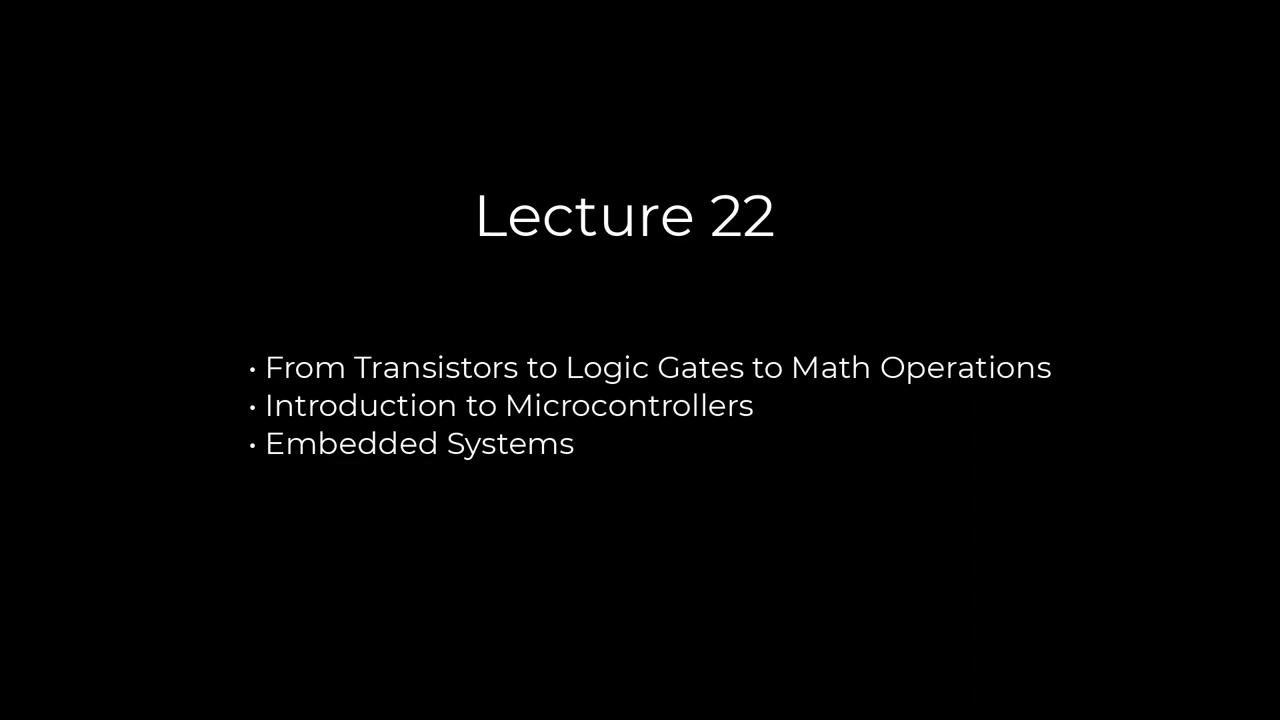 Lecture 22
• From Transistors to Logic Gates to Math Operations
• Introduction to Microcontrollers
• Embedded Systems